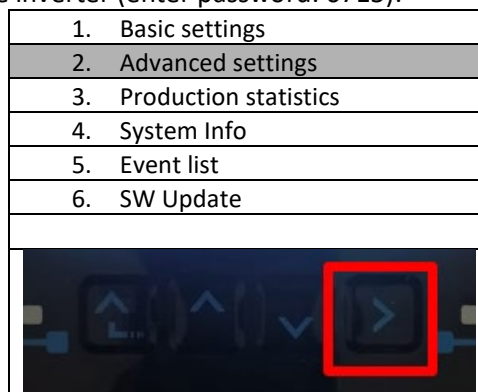 inverter (enter password: 0715):
1. Basic settings
2. Advanced settings
3. Production statistics
4. System Info
5. Event list
6. SW Update